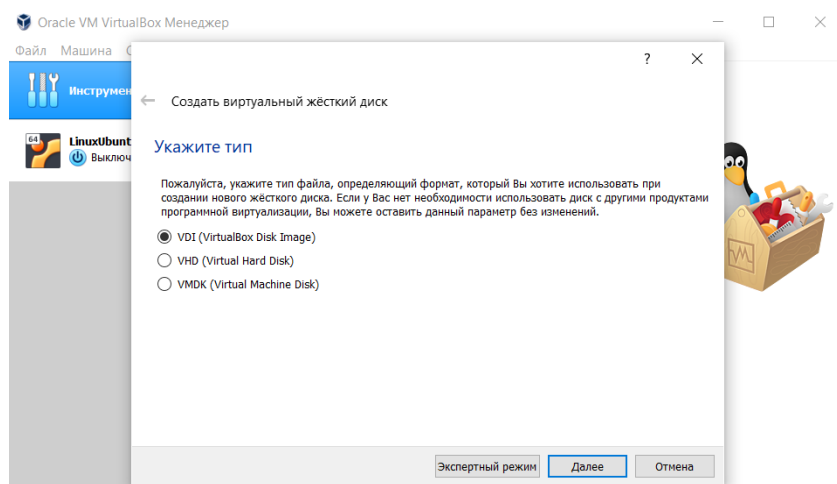 Oracle VM VirtualBox Менеджер
Файл Машина
?
Инструмен
Создать виртуальный жёсткий диск
64
LinuxUbunt
Выключ
Укажите тип
Пожалуйста, укажите тип файла, определяющий формат, который Вы хотите использовать при
создании нового жёсткого диска. Если у Вас нет необходимости использовать диск с другими продуктами
программной виртуализации, Вы можете оставить данный параметр без изменений.
VDI (VirtualBox Disk Image)
VHD (Virtual Hard Disk)
VMDK (Virtual Machine Disk)
Экспертный режим Далее Отмена